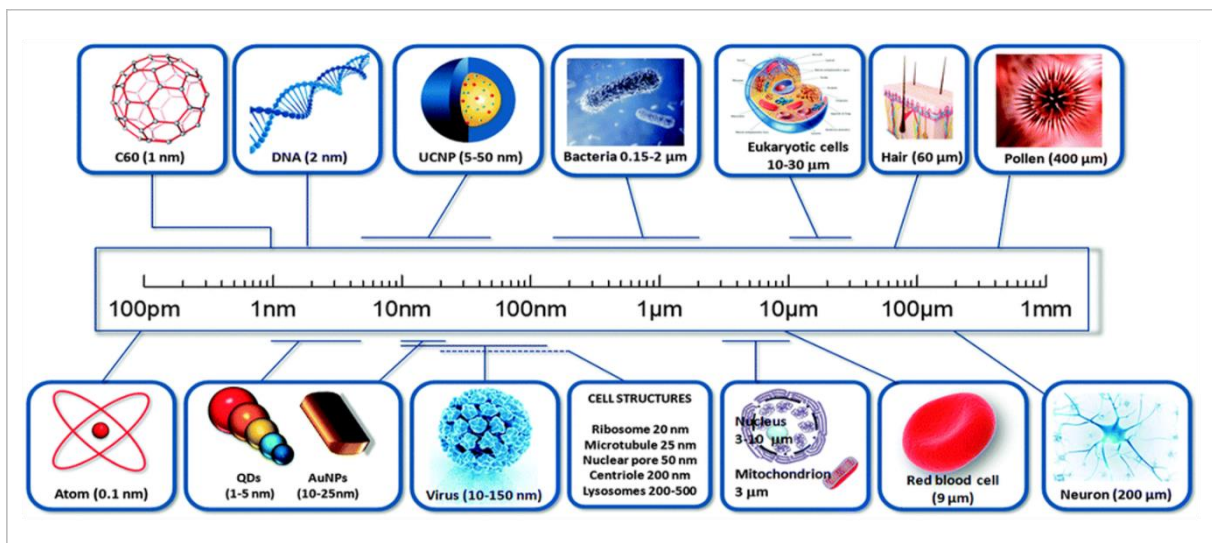 C60 (1 nm)
DNA (2 nm)
UCNP (5-50 nm)
Bacteria 0.15-2 µm
Eukaryotic cells
10-30 µm
Hair (60 µm)
Pollen (400 µm)
100pm
1nm
10nm
100nm
1µm
10µm
100µm
1mm
Atom (0.1 nm)
QDs
(1-5 nm)
AuNPs
(10-25nm)
Virus (10-150 nm)
CELL STRUCTURES
Ribosome 20 nm
Microtubule 25 nm
Nuclear pore 50 nm
Centriole 200 nm
Lysosomes 200-500
Nucleus
3-10 µm
Mitochondrion
3 µm
Red blood cell
(9 µm)
Neuron (200 µm)